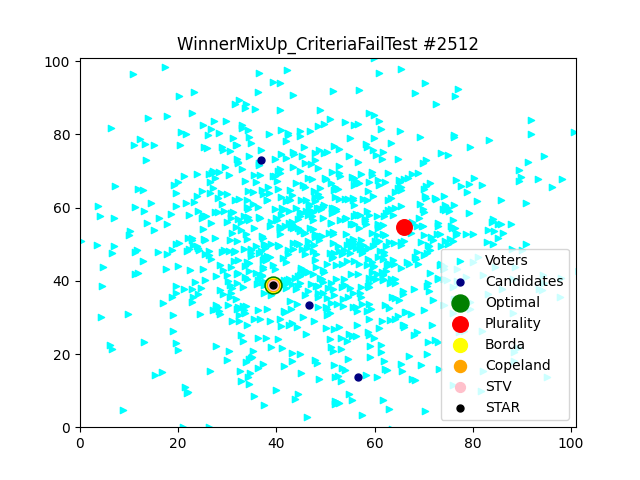 WinnerMixUp_CriteriaFailTest #2512
100
80
60
40
20
0
0
20
40
60
80
100
Voters
Candidates
Optimal
Plurality
Borda
Copeland
STV
STAR